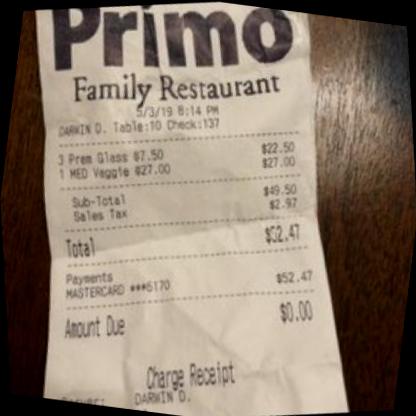 Primo
Family Restaurant
5/3/19 8:14 PM
DARWIN D. Table:10 Check:137
3 Prem Glass @7.50 $22.50
1 MED Veggie @27.00 $27.00
Sub-Total $49.50
Sales Tax $2.97
Total $52.47
Payments
MASTERCARD ***5170 $52.47
Amount Due $0.00
Charge Receipt
Server: DARWIN D.